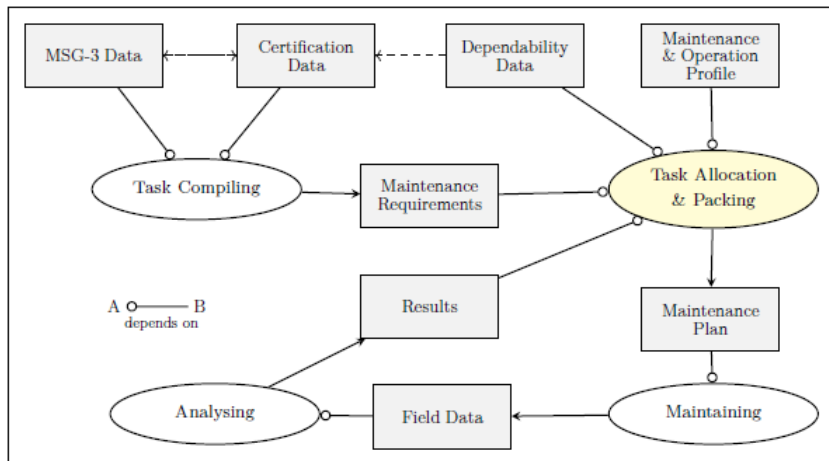 MSG-3 Data
Certification
Data
Dependability
Data
Maintenance
& Operation
Profile
Task Compiling
Maintenance
Requirements
Task Allocation
& Packing
A
B
depends on
Results
Maintenance
Plan
Analysing
Field Data
Maintaining